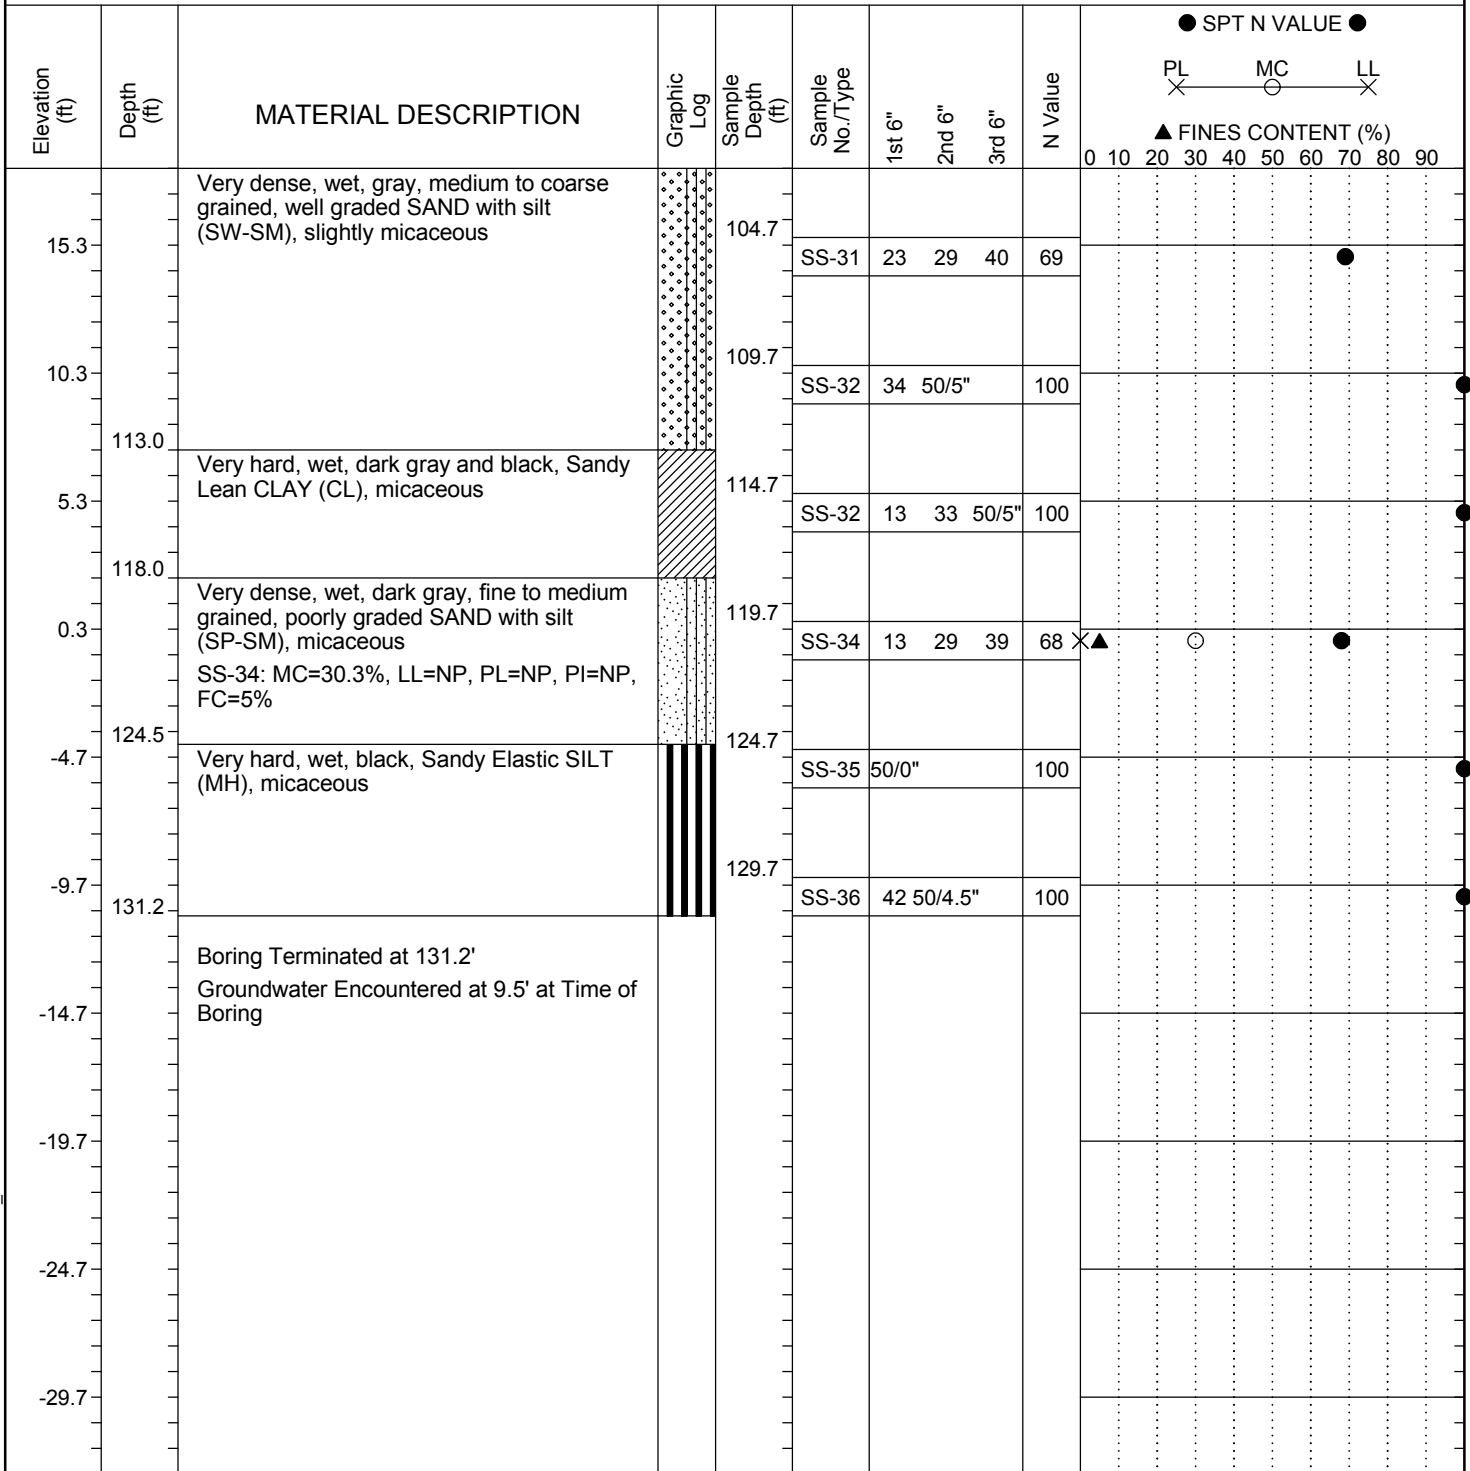 ● SPT N VALUE ●
PL MC LL
▲ FINES CONTENT (%)
0 10 20 30 40 50 60 70 80 90
Elevation
(ft)
Depth
(ft)
MATERIAL DESCRIPTION
Graphic
Log
Sample
Depth
(ft)
Sample
No./Type
1st 6"
2nd 6"
3rd 6"
N Value
Very dense, wet, gray, medium to coarse
grained, well graded SAND with silt
(SW-SM), slightly micaceous
104.7
15.3
SS-31 23 29 40 69
109.7
10.3
SS-32 34 50/5" 100
113.0
Very hard, wet, dark gray and black, Sandy
Lean CLAY (CL), micaceous
114.7
5.3
SS-32 13 33 50/5" 100
118.0
Very dense, wet, dark gray, fine to medium
grained, poorly graded SAND with silt
(SP-SM), micaceous
119.7
0.3
SS-34 13 29 39 68
SS-34: MC=30.3%, LL=NP, PL=NP, PI=NP,
FC=5%
124.5
124.7
-4.7
Very hard, wet, black, Sandy Elastic SILT
(MH), micaceous
SS-35 50/0" 100
129.7
-9.7
SS-36 42 50/4.5" 100
131.2
Boring Terminated at 131.2'
Groundwater Encountered at 9.5' at Time of
Boring
-14.7
-19.7
-24.7
-29.7